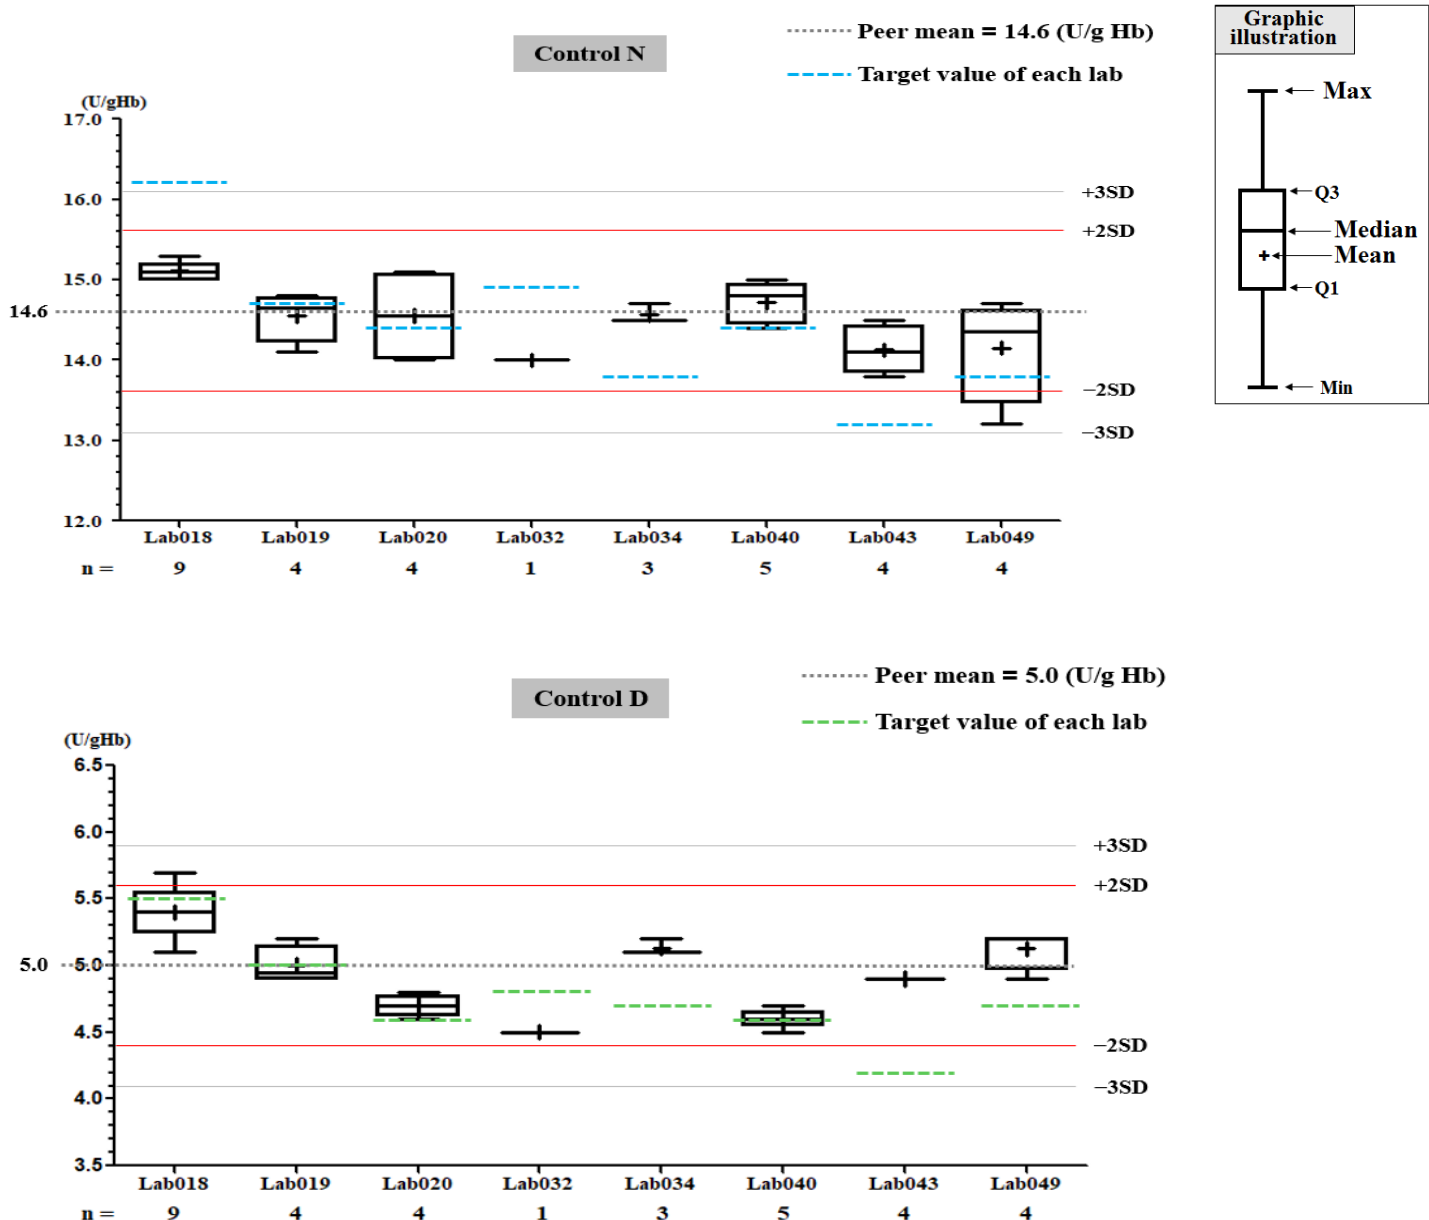 Control N
Peer mean = 14.6 (U/g Hb)
Target value of each lab
Graphic
illustration
Max
Q3
Median
Mean
Q1
Min
(U/gHb)
17.0
16.0
15.0
14.6
14.0
13.0
12.0
+3SD
+2SD
−2SD
−3SD
Lab018 Lab019 Lab020 Lab032 Lab034 Lab040 Lab043 Lab049
n = 9 4 4 1 3 5 4 4
Control D
Peer mean = 5.0 (U/g Hb)
Target value of each lab
(U/gHb)
6.5
6.0
5.5
5.0 5.0
4.5
4.0
3.5
+3SD
+2SD
−2SD
−3SD
Lab018 Lab019 Lab020 Lab032 Lab034 Lab040 Lab043 Lab049
n = 9 4 4 1 3 5 4 4